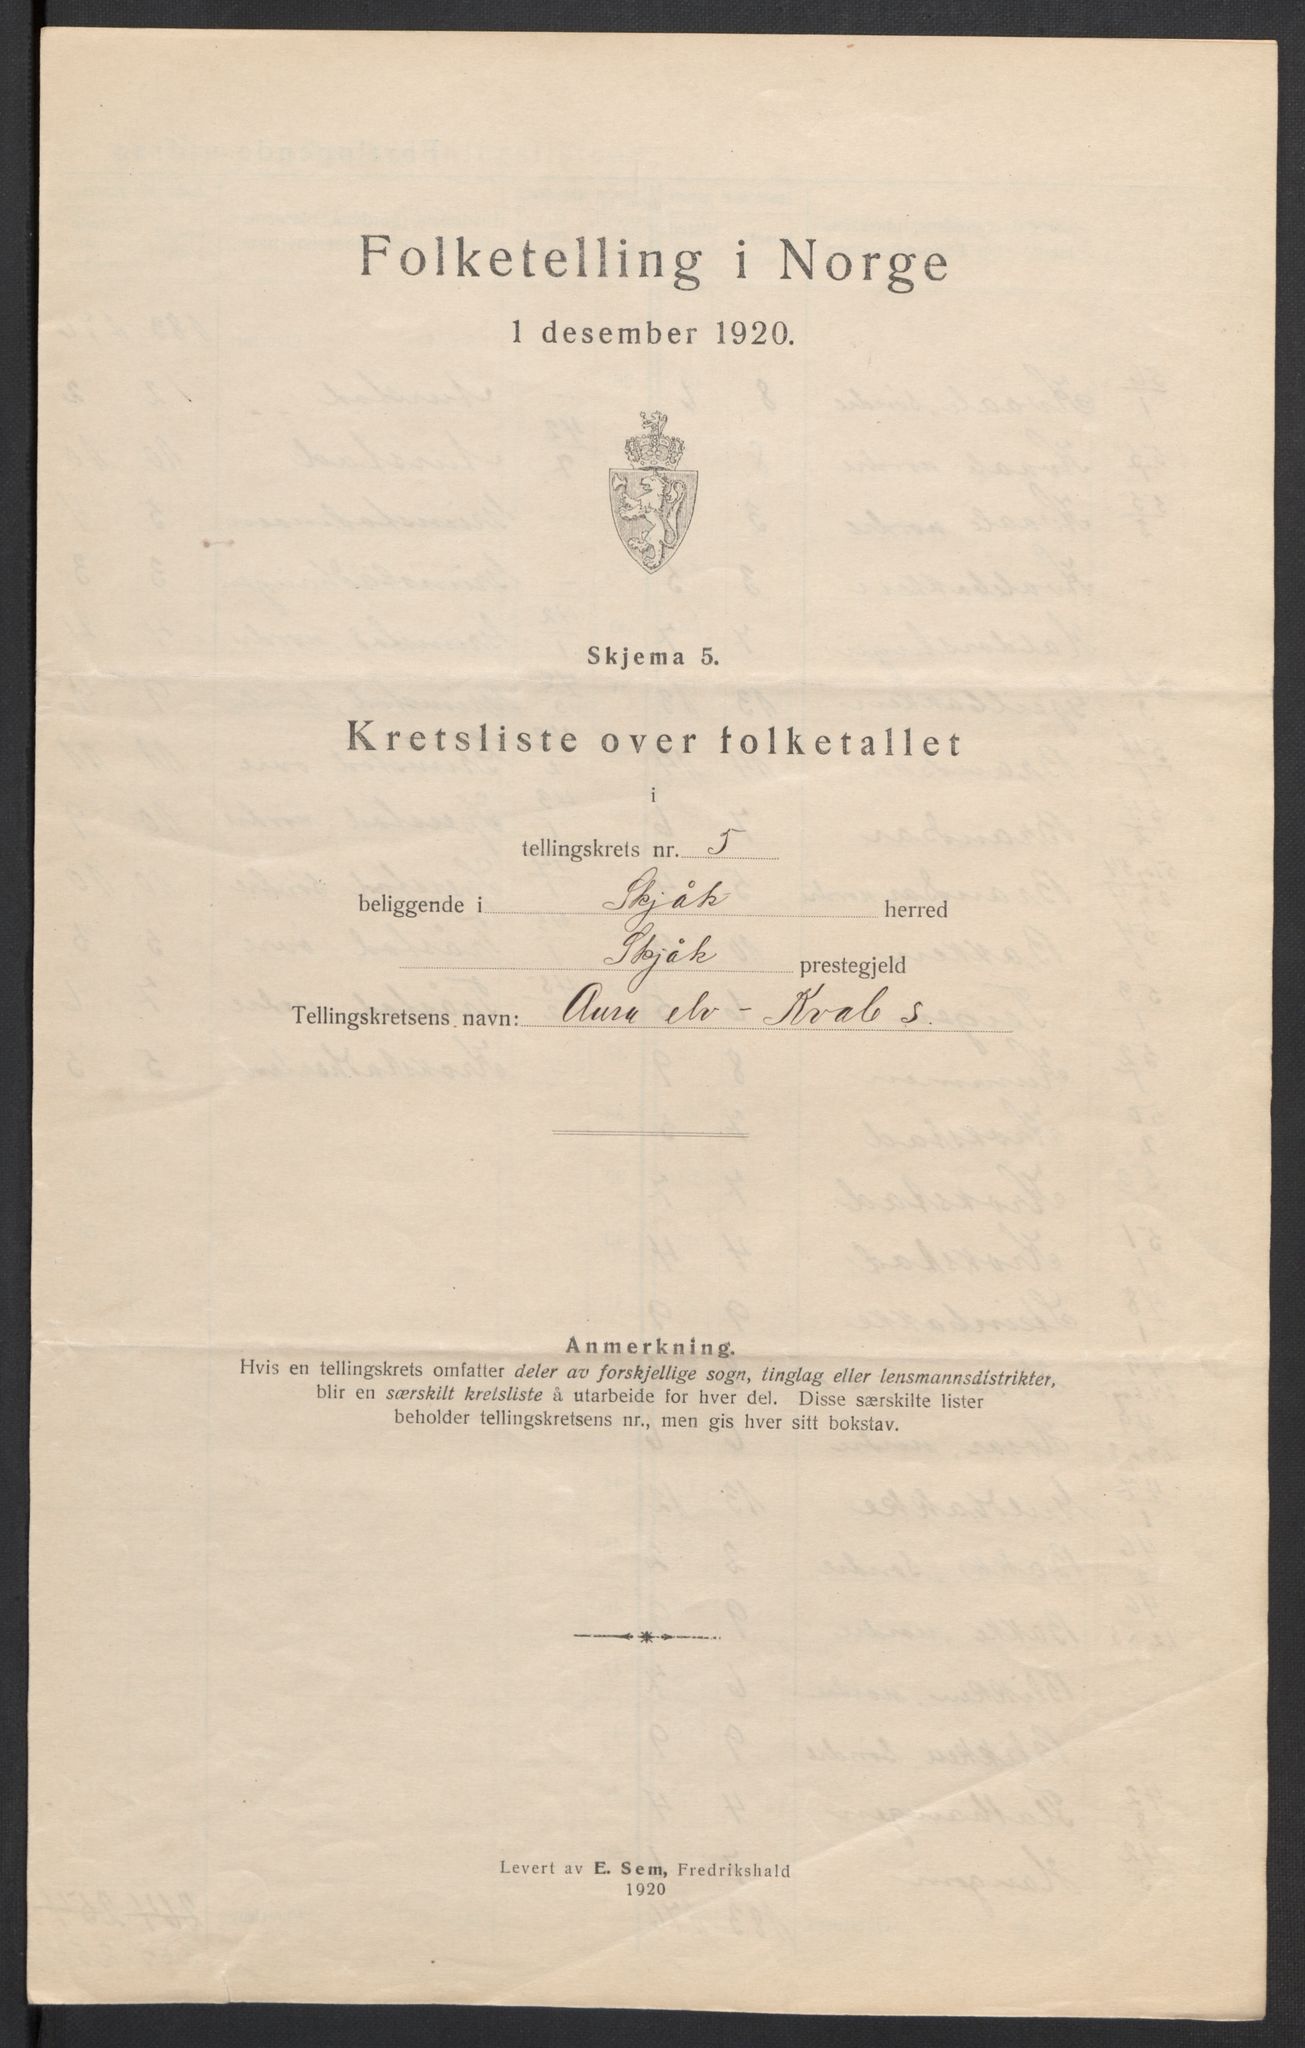 Folketelling i Norge
1 desember 1920.
Skjema 5.
Kretsliste over folketallet
i
tellingskrets nr. 5
beliggende i Skjåk herred
Skjåk prestegjeld
Tellingskretsens navn: Aura elv - Kvale s.
Anmerkning.
Hvis en tellingskrets omfatter deler av forskjellige sogn, tinglag eller lensmannsdistrikter,
blir en særskilt kretsliste å utarbeide for hver del. Disse særskilte lister
beholder tellingskretsens nr., men gis hver sitt bokstav.
Levert av E. Sem, Fredrikshald
1920